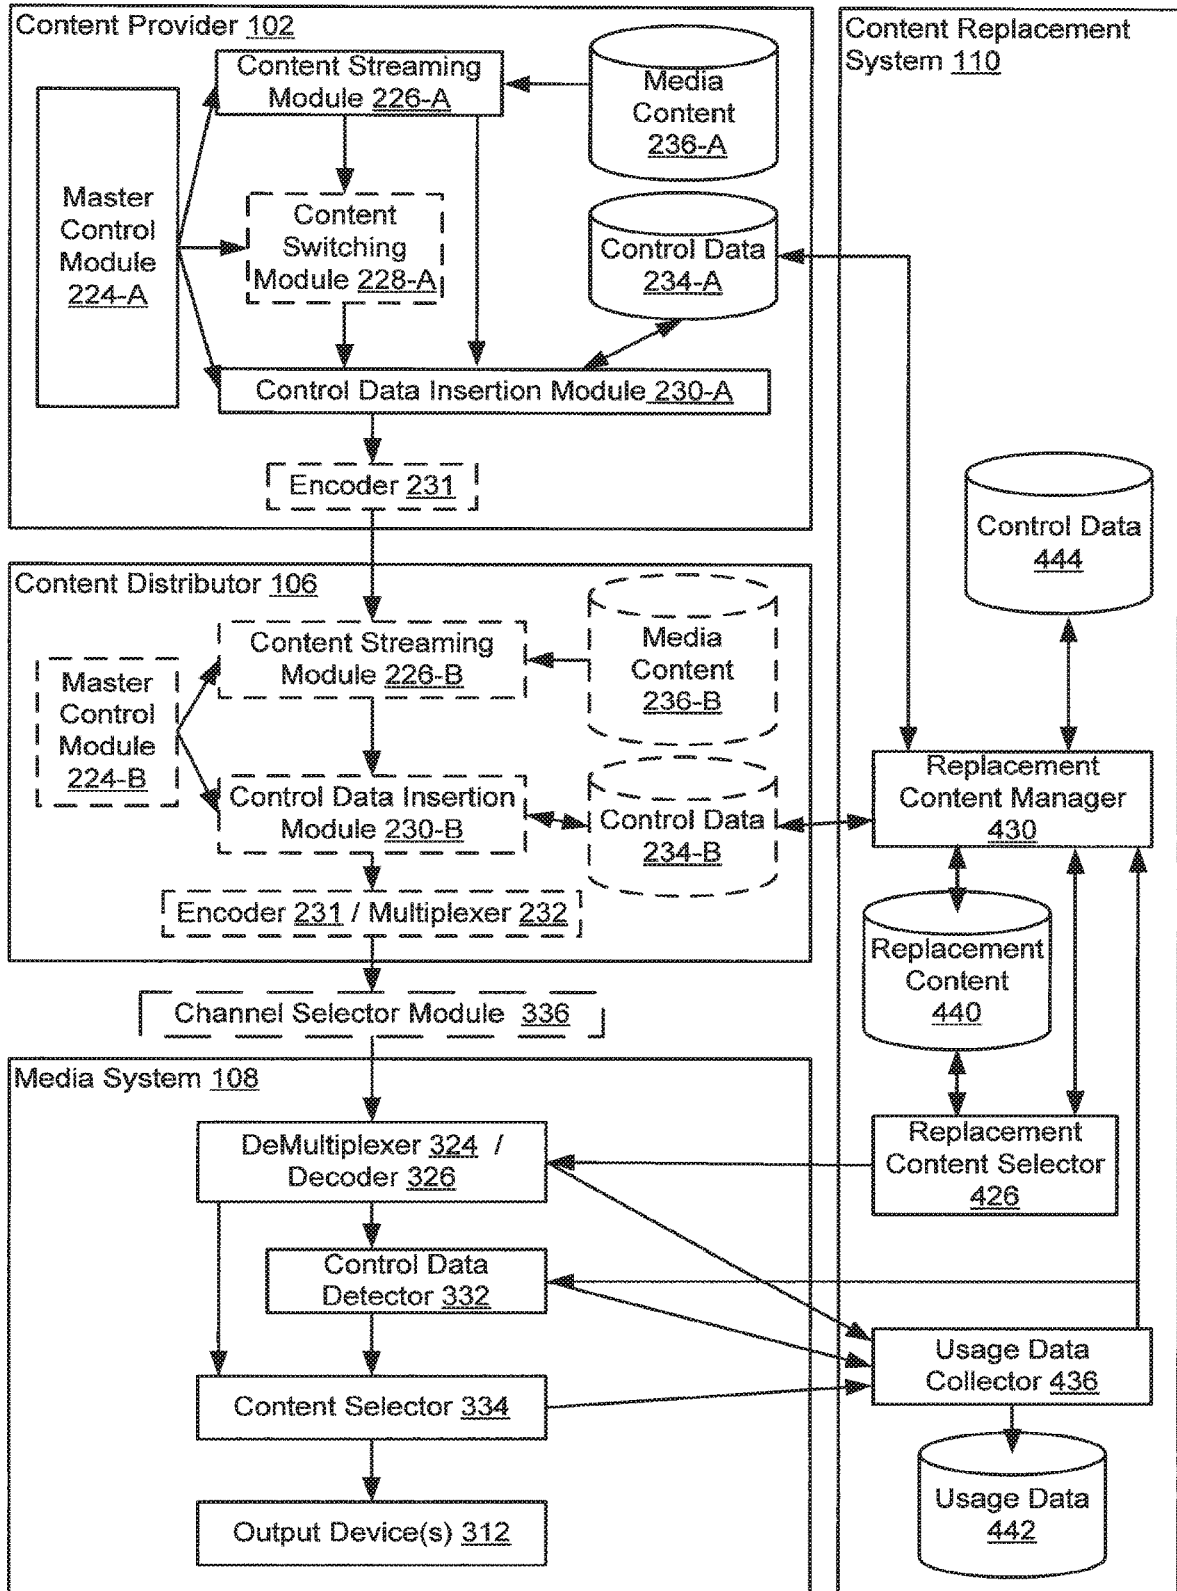 Content Provider 102
Content Streaming
Module 226-A
Media
Content
236-A
Master
Control
Module
224-A
Content
Switching
Module 228-A
Control Data
234-A
Control Data Insertion Module 230-A
Encoder 231
Content Distributor 106
Content Streaming
Module 226-B
Media
Content
236-B
Master
Control
Module
224-B
Control Data Insertion
Module 230-B
Control Data
234-B
Encoder 231 / Multiplexer 232
Channel Selector Module 336
Media System 108
DeMultiplexer 324 /
Decoder 326
Control Data
Detector 332
Content Selector 334
Output Device(s) 312
Content Replacement
System 110
Control Data
444
Replacement
Content Manager
430
Replacement
Content
440
Replacement
Content Selector
426
Usage Data
Collector 436
Usage Data
442